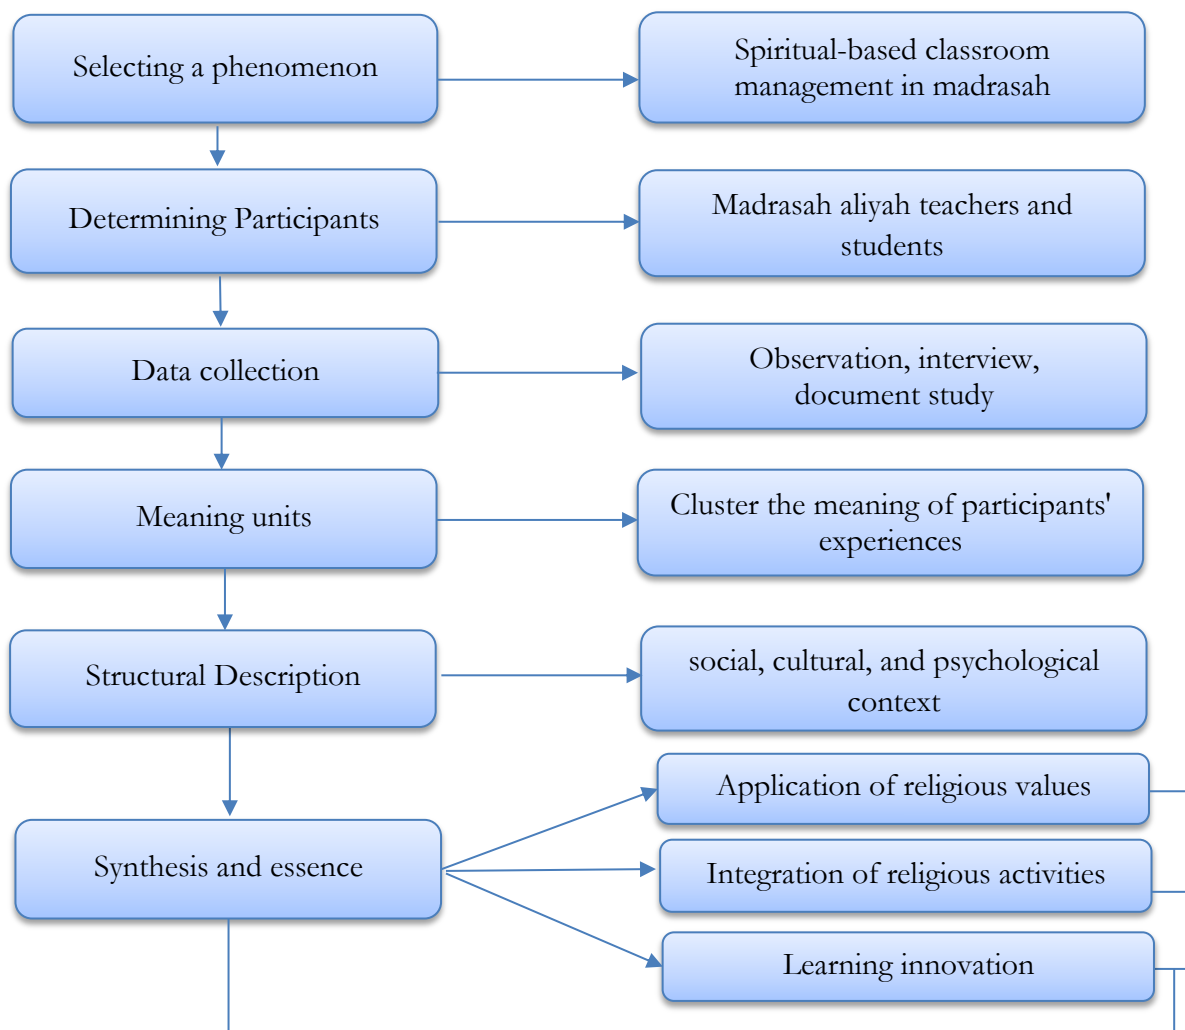 Selecting a phenomenon
Spiritual-based classroom
management in madrasah
Determining Participants
Madrasah aliyah teachers and
students
Data collection
Observation, interview,
document study
Meaning units
Cluster the meaning of participants'
experiences
Structural Description
social, cultural, and psychological
context
Synthesis and essence
Application of religious values
Integration of religious activities
Learning innovation